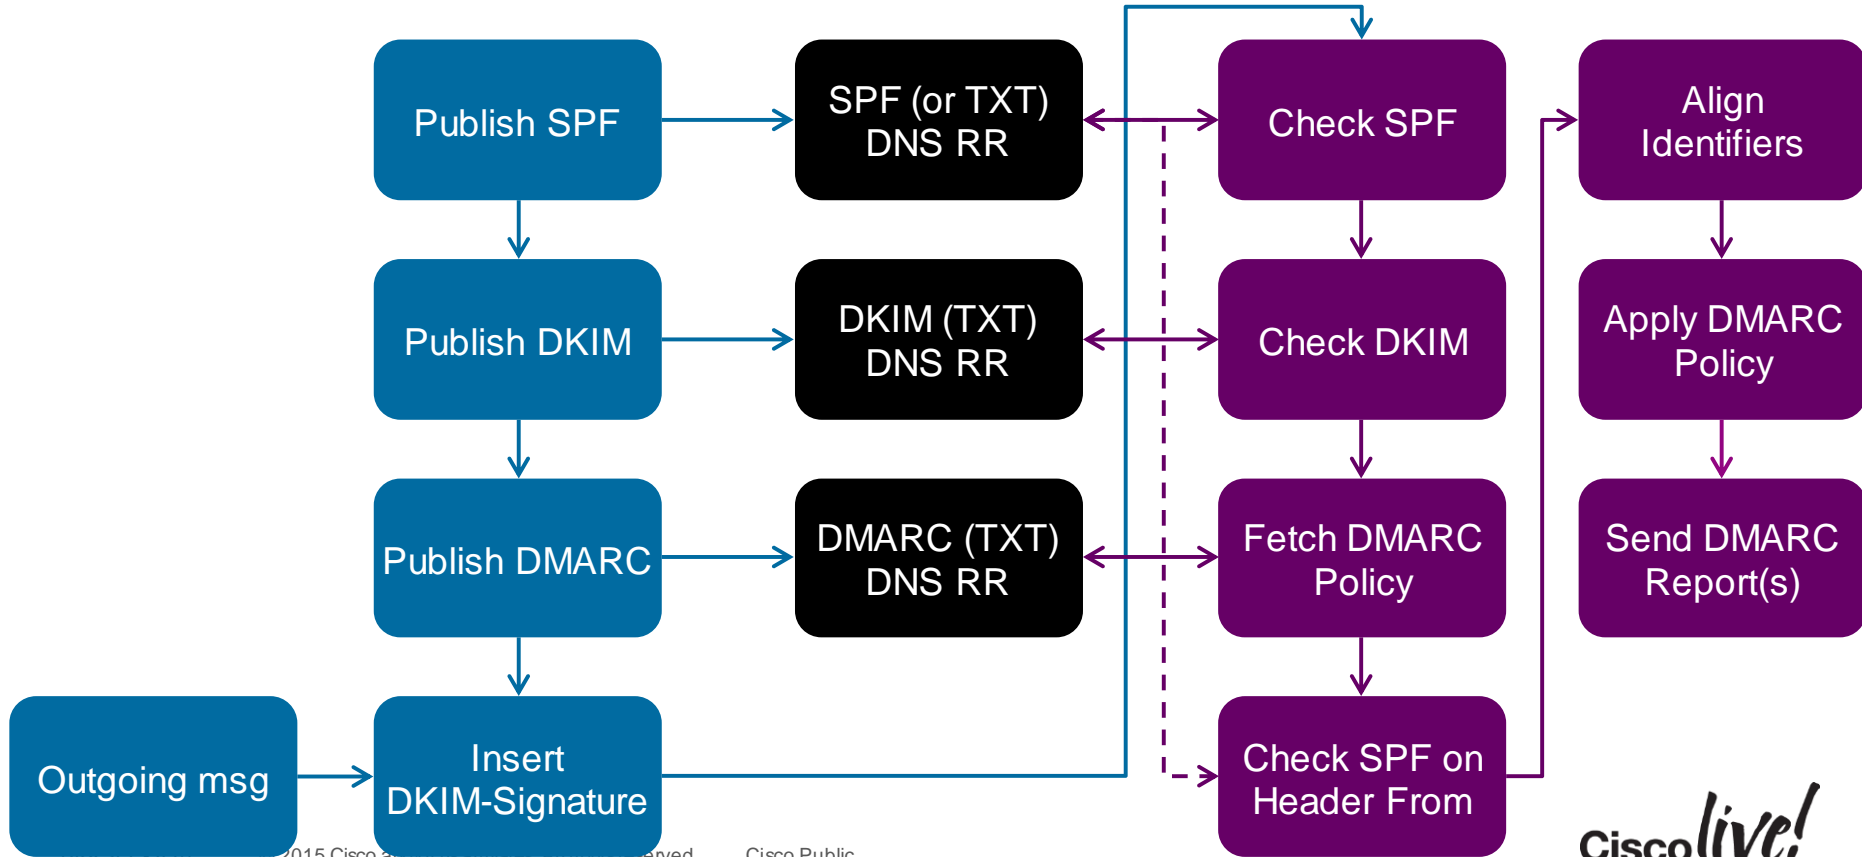 Publish SPF
SPF (or TXT)
DNS RR
Check SPF
Align
Identifiers
Publish DKIM
DKIM (TXT)
DNS RR
Check DKIM
Apply DMARC
Policy
Publish DMARC
DMARC (TXT)
DNS RR
Fetch DMARC
Policy
Send DMARC
Report(s)
Outgoing msg
Insert
DKIM-Signature
Check SPF on
Header From
2015 Cisco
Cisco Public
Cisco live!